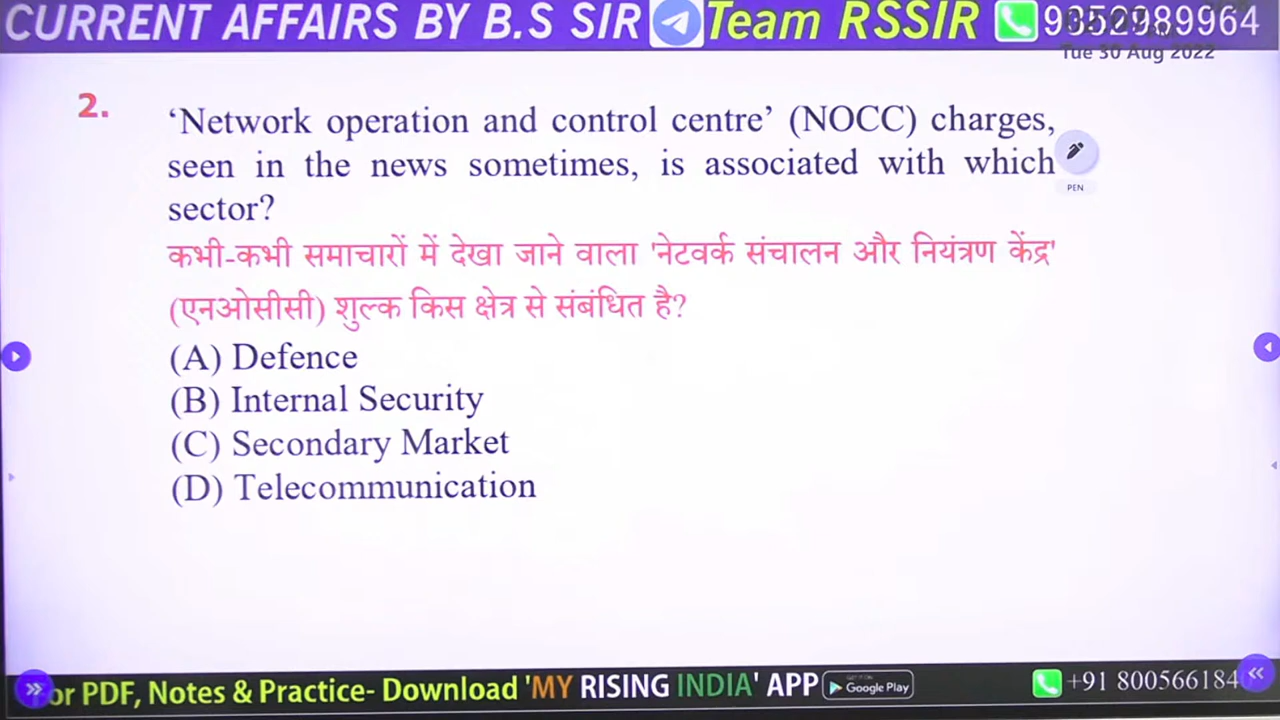 CURRENT AFFAIRS BY B.S SIR Team RSSIR 9352989964
Tue 30 Aug 2022
2.
‘Network operation and control centre’ (NOCC) charges,
seen in the news sometimes, is associated with which
sector?
PEN
कभी-कभी समाचारों में देखा जाने वाला 'नेटवर्क संचालन और नियंत्रण केंद्र'
(एनओसीसी) शुल्क किस क्षेत्र से संबंधित है?
(A) Defence
(B) Internal Security
(C) Secondary Market
(D) Telecommunication
or PDF, Notes & Practice- Download 'MY RISING INDIA' APP GET IT ON Google Play +91 800566184